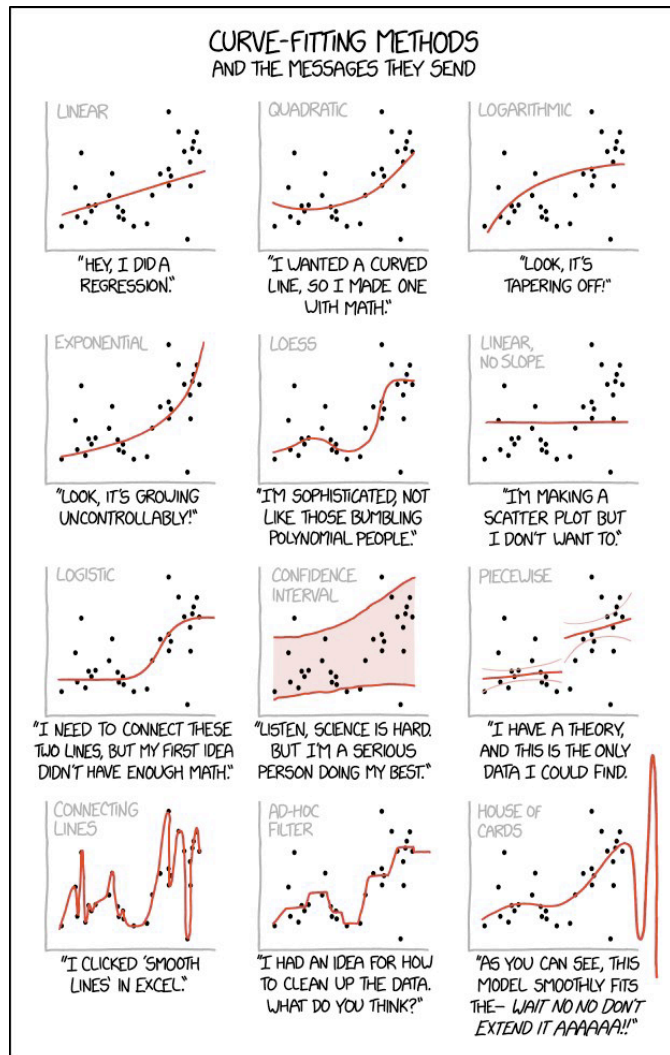 CURVE-FITTING METHODS
AND THE MESSAGES THEY SEND
LINEAR
"HEY, I DID A
REGRESSION."
QUADRATIC
"I WANTED A CURVED
LINE, SO I MADE ONE
WITH MATH."
LOGARITHMIC
"LOOK, IT'S
TAPERING OFF!"
EXPONENTIAL
"LOOK, IT'S GROWING
UNCONTROLLABLY!"
LOESS
"I'M SOPHISTICATED, NOT
LIKE THOSE BUMBLING
POLYNOMIAL PEOPLE."
LINEAR,
NO SLOPE
"I'M MAKING A
SCATTER PLOT BUT
I DON'T WANT TO."
LOGISTIC
"I NEED TO CONNECT THESE
TWO LINES, BUT MY FIRST IDEA
DIDN'T HAVE ENOUGH MATH."
CONFIDENCE
INTERVAL
"LISTEN, SCIENCE IS HARD.
BUT I'M A SERIOUS
PERSON DOING MY BEST."
PIECEWISE
"I HAVE A THEORY,
AND THIS IS THE ONLY
DATA I COULD FIND.
CONNECTING
LINES
"I CLICKED 'SMOOTH
LINES' IN EXCEL."
AD-HOC
FILTER
"I HAD AN IDEA FOR HOW
TO CLEAN UP THE DATA.
WHAT DO YOU THINK?"
HOUSE OF
CARDS
"AS YOU CAN SEE, THIS
MODEL SMOOTHLY FITS
THE– WAIT NO NO DON'T
EXTEND IT AAAAAA!!"